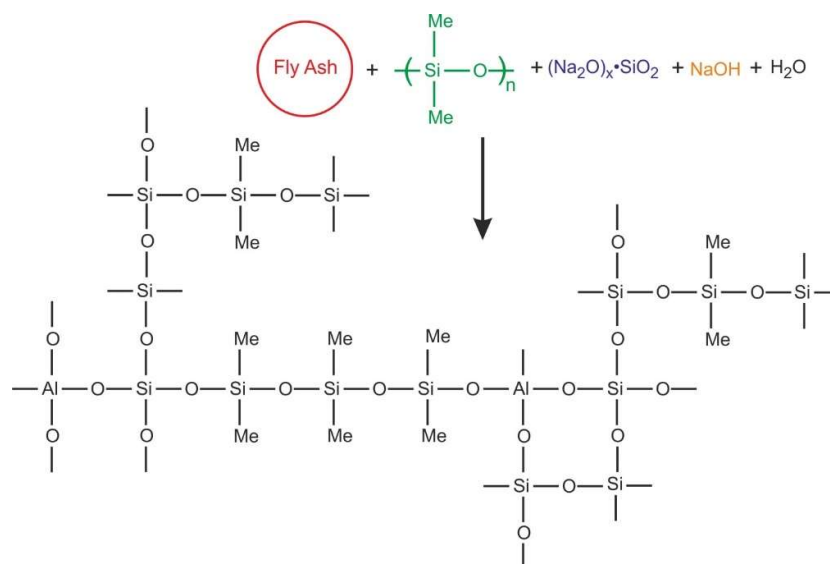 Me
Fly Ash + Si O n + (Na2O)x•SiO2 + NaOH + H2O
Me
O Me
Si O Si O Si
O Me
Si
O
O Me
Si O Si O Si
Me
O O Me Me Me O
Al O Si O Si O Si O Si O Al O Si O
O O Me Me Me O O
Si O Si
O